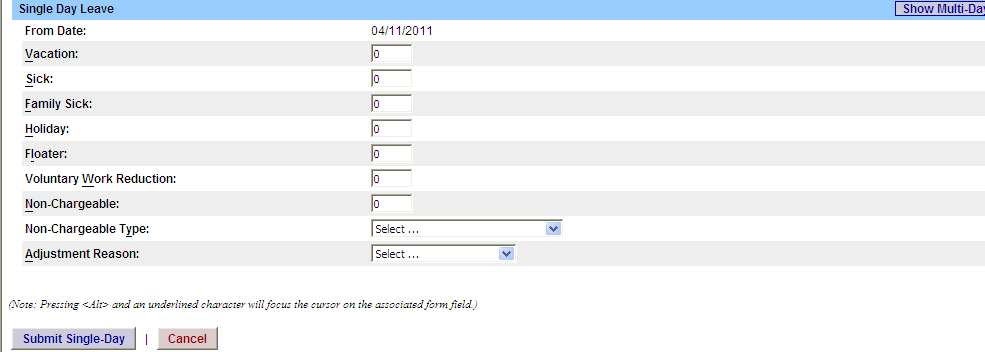 Single Day Leave Show Multi-Day
From Date: 04/11/2011
Vacation: 0
Sick: 0
Family Sick: 0
Holiday: 0
Floater: 0
Voluntary Work Reduction: 0
Non-Chargeable: 0
Non-Chargeable Type: Select ...
Adjustment Reason: Select ...
(Note: Pressing <Alt> and an underlined character will focus the cursor on the associated form field.)
Submit Single-Day | Cancel